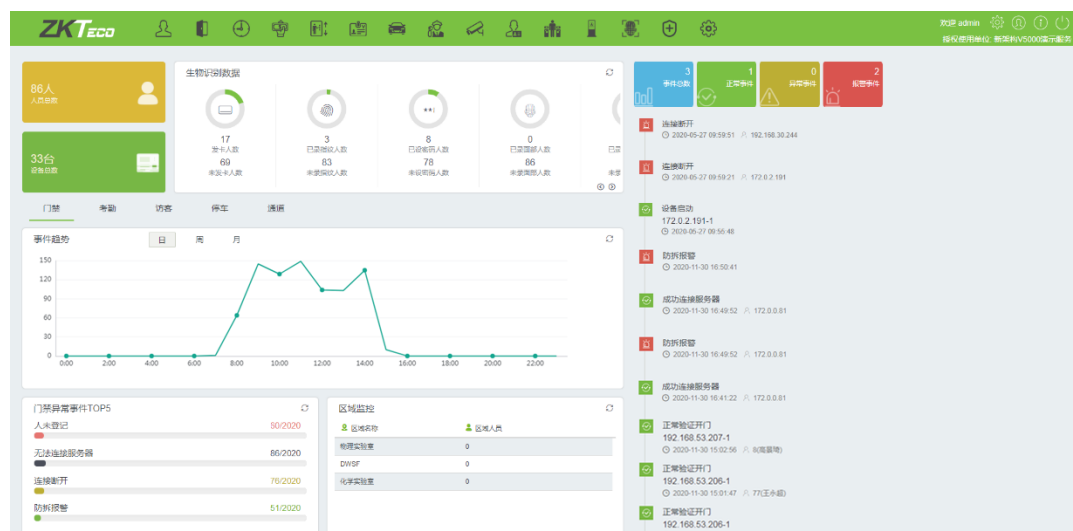 ZKTeco
欢迎 admin
授权使用单位: 新架构V5000演示服务
86人
人员总数
33台
设备总数
生物识别数据
17
发卡人数
69
未发卡人数
3
已录指纹人数
83
未录指纹人数
8
已设密码人数
78
未设密码人数
0
已录面部人数
86
未录面部人数
已录
未录
门禁 考勤 访客 停车 通道
事件趋势 日 周 月
150
120
90
60
30
0
0:00 2:00 4:00 6:00 8:00 10:00 12:00 14:00 16:00 18:00 20:00 22:00
门禁异常事件TOP5
人未登记 80/2020
无法连接服务器 86/2020
连接断开 76/2020
防拆报警 51/2020
区域监控
区域名称 区域人员
物理实验室 0
DWSF 0
化学实验室 0
3
事件总数
1
正常事件
0
异常事件
2
报警事件
连接断开
2020-05-27 09:59:51 192.168.30.244
连接断开
2020-05-27 09:59:21 172.0.2.191
设备启动
172.0.2.191-1
2020-05-27 08:55:48
防拆报警
2020-11-30 16:50:41
成功连接服务器
2020-11-30 16:49:52 172.0.0.81
防拆报警
2020-11-30 16:49:52 172.0.0.81
成功连接服务器
2020-11-30 16:41:22 172.0.0.81
正常验证开门
192.168.53.207-1
2020-11-30 15:02:56
正常验证开门
192.168.53.206-1
2020-11-30 15:01:47 77(王小超)
正常验证开门
192.168.53.206-1